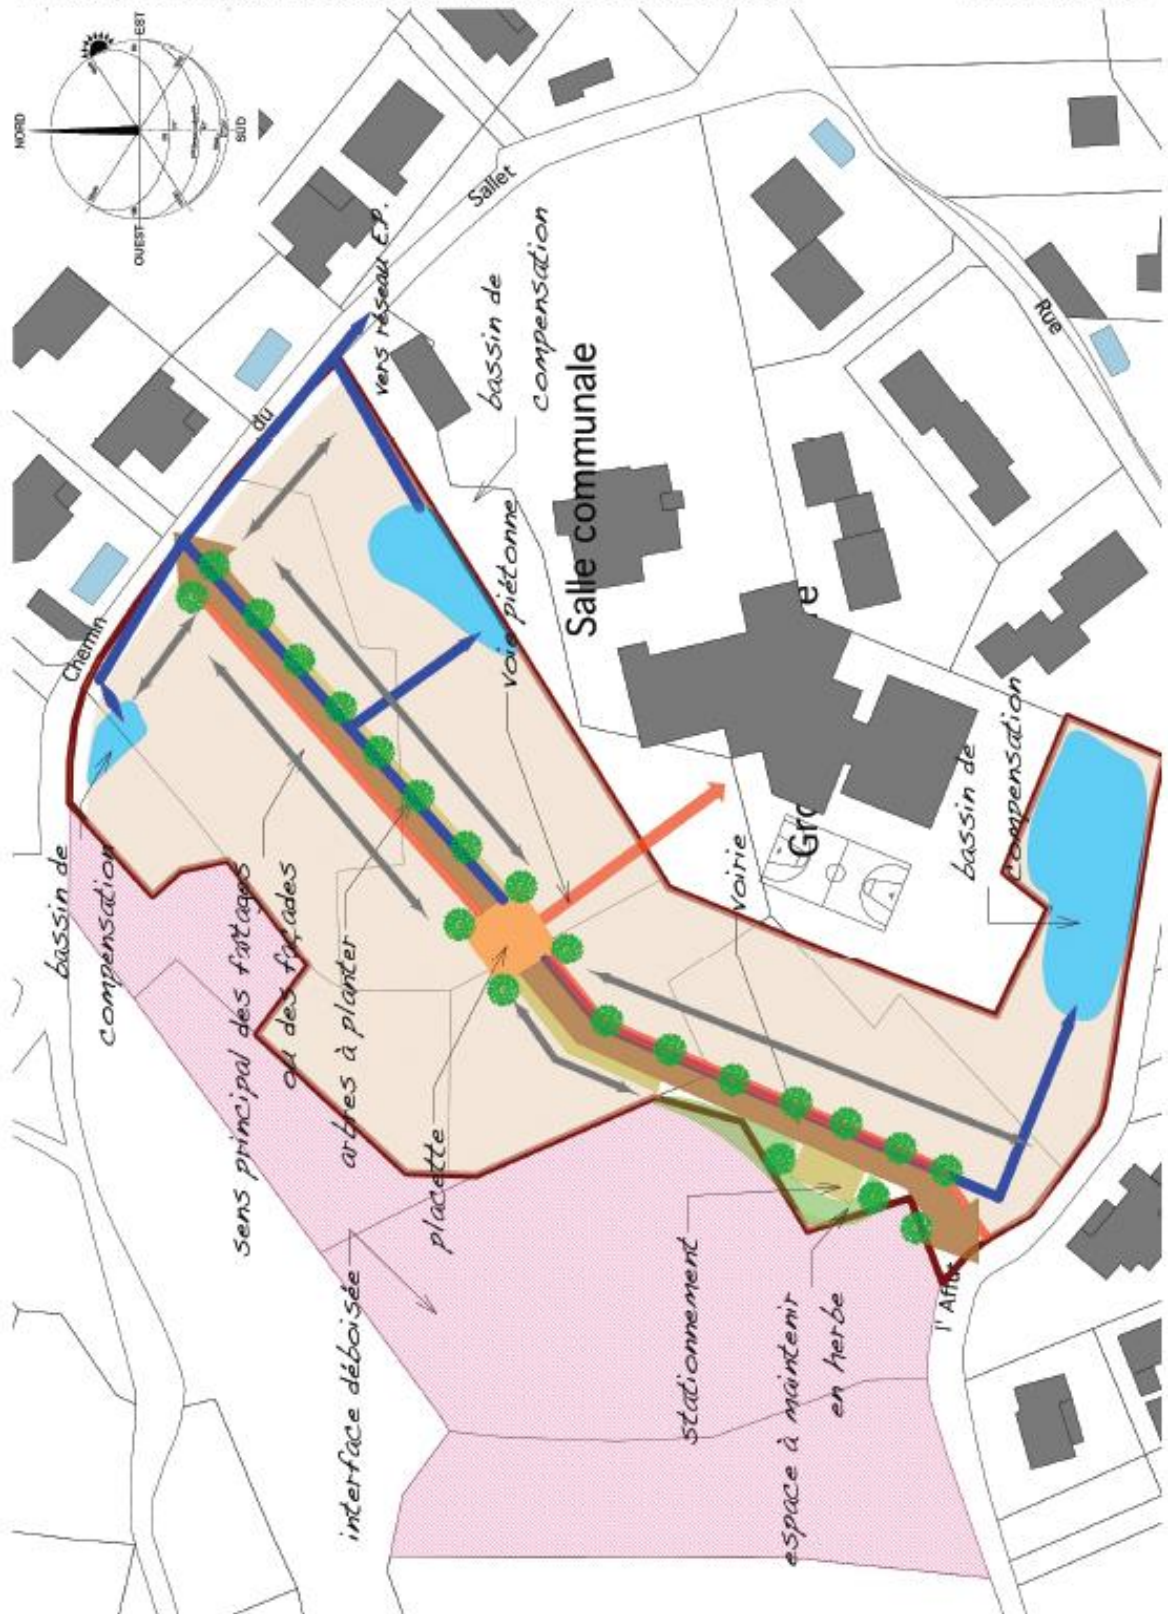 NORD
EST
SUD
OUEST
Chemin
du
Sallet
vers réseau E.P.
bassin de
compensation
voie piétonne
Salle communale
Rue
bassin de
compensation
sens principal des faîtages
ou des façades
arbres à planter
placette
interface déboisée
voirie
Gro
e
bassin de
compensation
stationnement
espace à maintenir
en herbe
l' Affut